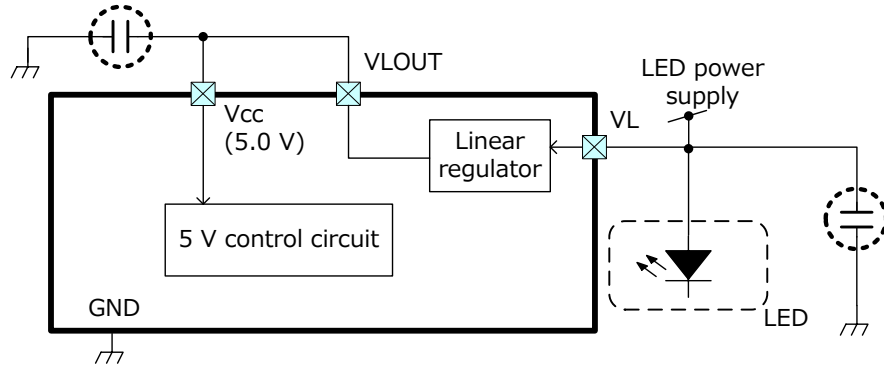 VLOUT
LED power
supply
Vcc
(5.0 V)
VL
Linear
regulator
5 V control circuit
GND
LED